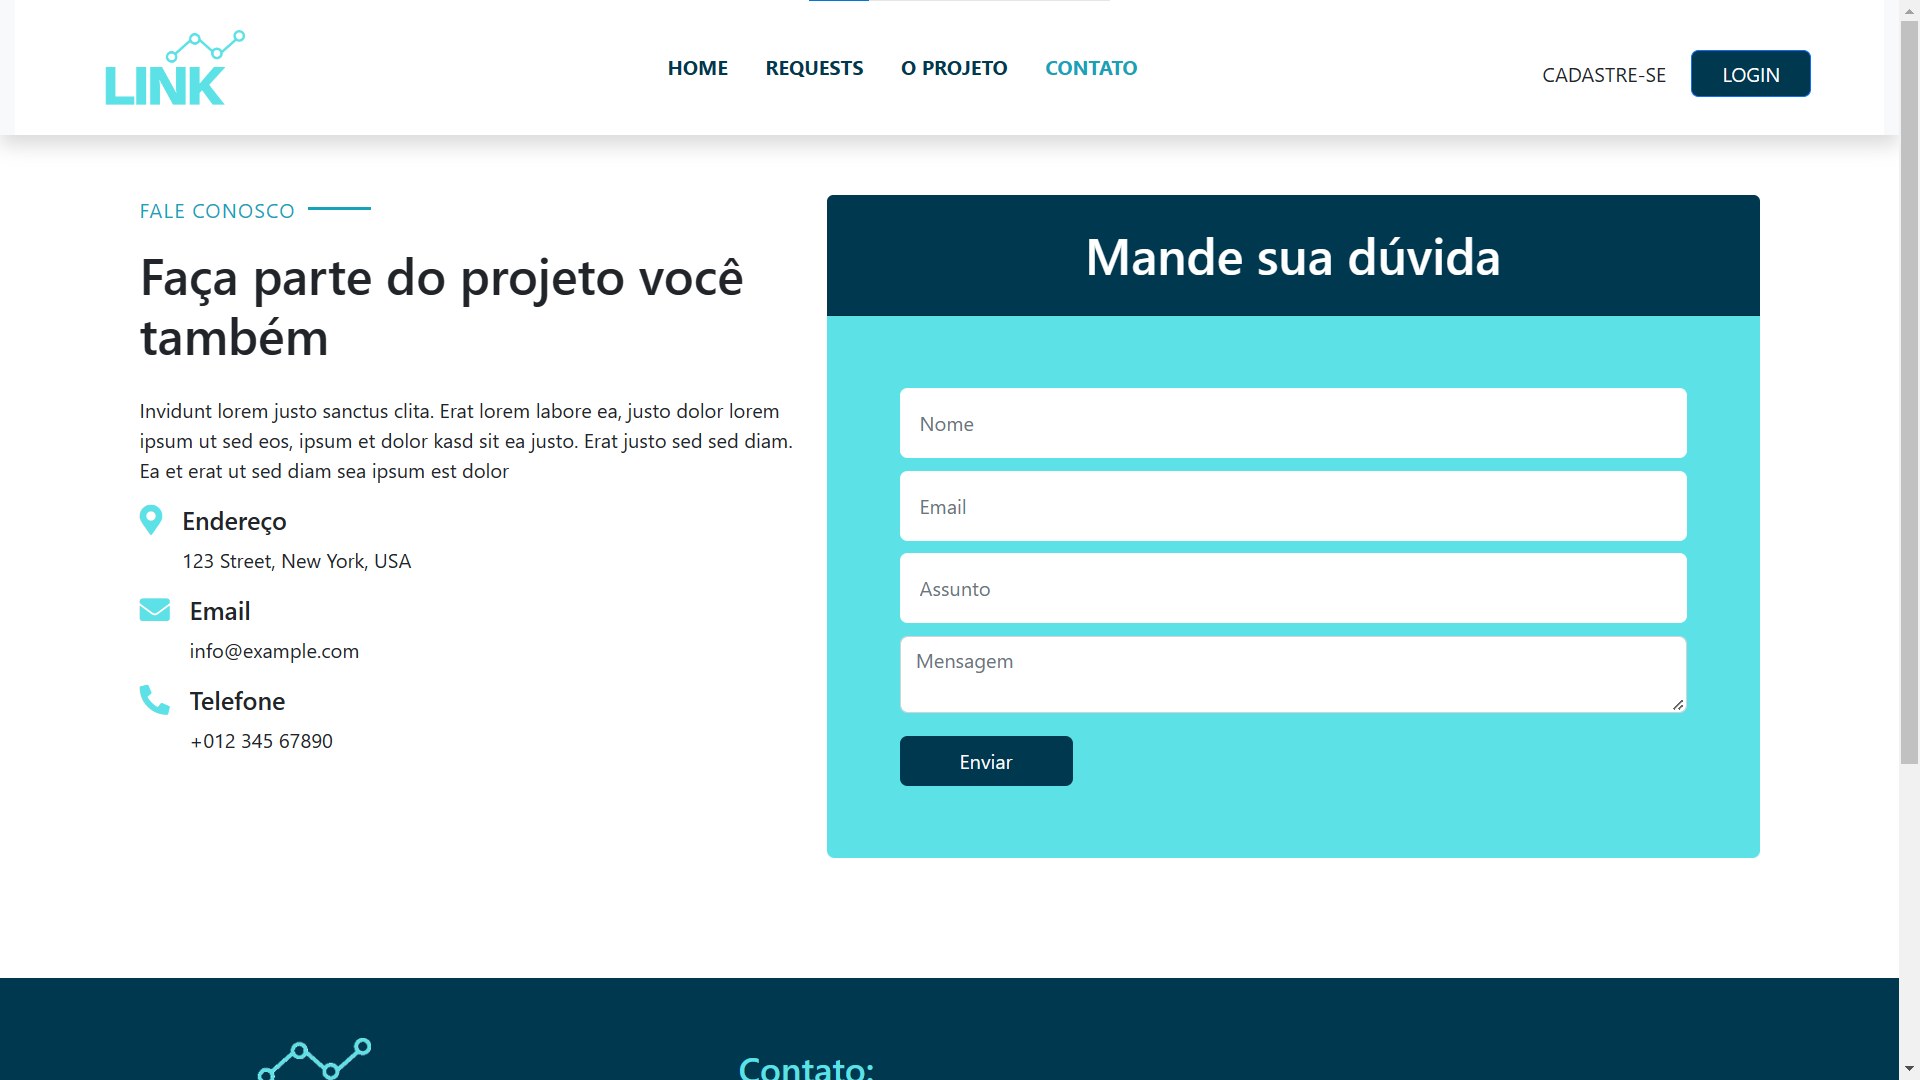 LINK
HOME REQUESTS O PROJETO CONTATO
CADASTRE-SE LOGIN
FALE CONOSCO
Faça parte do projeto você
também
Invidunt lorem justo sanctus clita. Erat lorem labore ea, justo dolor lorem
ipsum ut sed eos, ipsum et dolor kasd sit ea justo. Erat justo sed sed diam.
Ea et erat ut sed diam sea ipsum est dolor
Endereço
123 Street, New York, USA
Email
info@example.com
Telefone
+012 345 67890
Mande sua dúvida
Nome
Email
Assunto
Mensagem
Enviar
Contato: